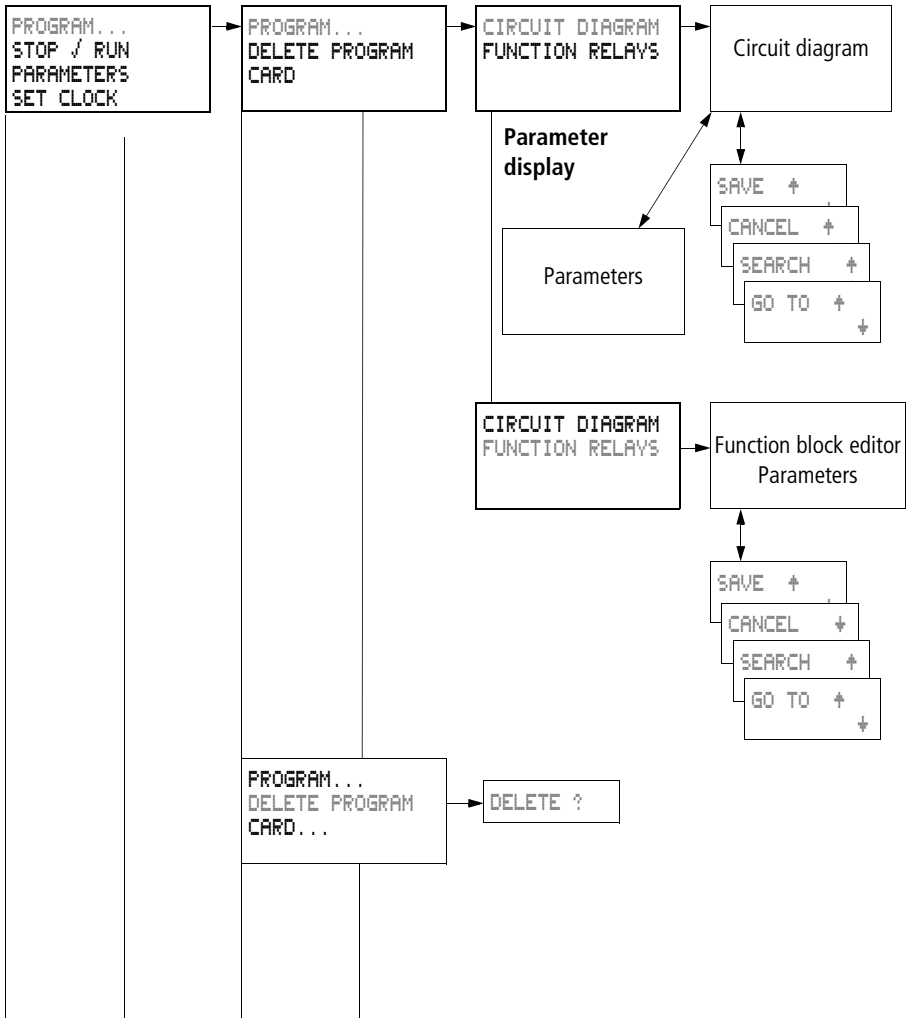 PROGRAM...
STOP √ RUN
PARAMETERS
SET CLOCK
PROGRAM...
DELETE PROGRAM
CARD
CIRCUIT DIAGRAM
FUNCTION RELAYS
Circuit diagram
Parameter
display
Parameters
SAVE ↑
CANCEL ↑
SEARCH ↑
GO TO ↑
↓
CIRCUIT DIAGRAM
FUNCTION RELAYS
Function block editor
Parameters
SAVE ↑
CANCEL ↓
SEARCH ↑
GO TO ↑
↓
PROGRAM...
DELETE PROGRAM
CARD...
DELETE ?